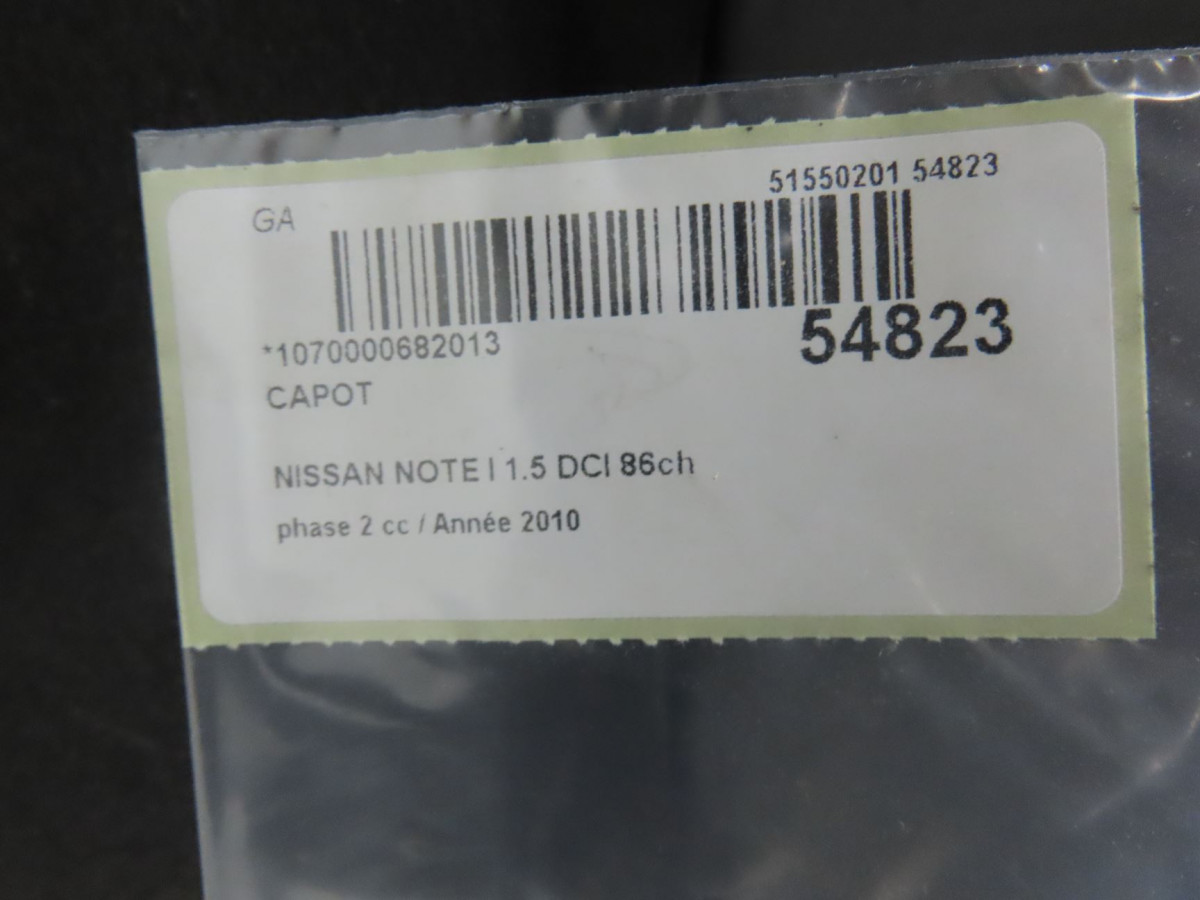 51550201 54823
GA
54823
*1070000682013
CAPOT
NISSAN NOTE I 1.5 DCI 86ch
phase 2 cc / Année 2010